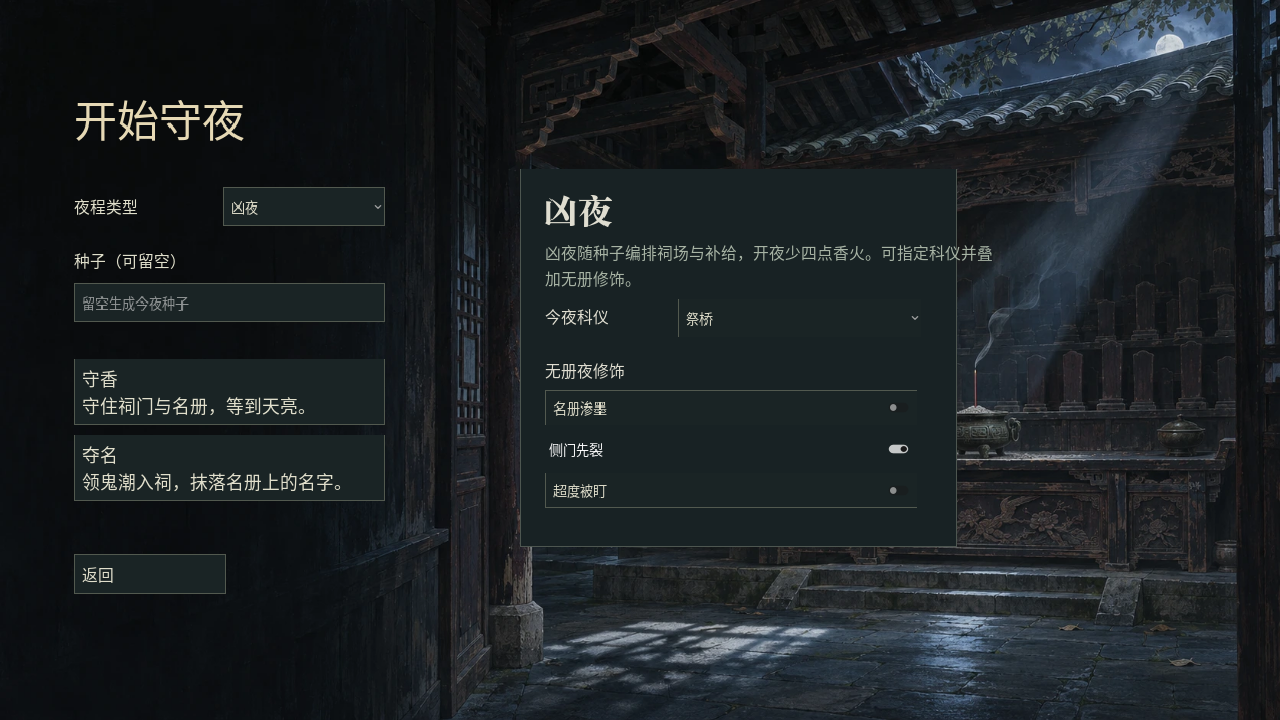 开始守夜
夜程类型
凶夜
种子（可留空）
留空生成今夜种子
守香
守住祠门与名册，等到天亮。
夺名
领鬼潮入祠，抹落名册上的名字。
返回
凶夜
凶夜随种子编排祠场与补给，开夜少四点香火。可指定科仪并叠
加无册修饰。
今夜科仪
祭桥
无册夜修饰
名册渗墨
侧门先裂
超度被盯